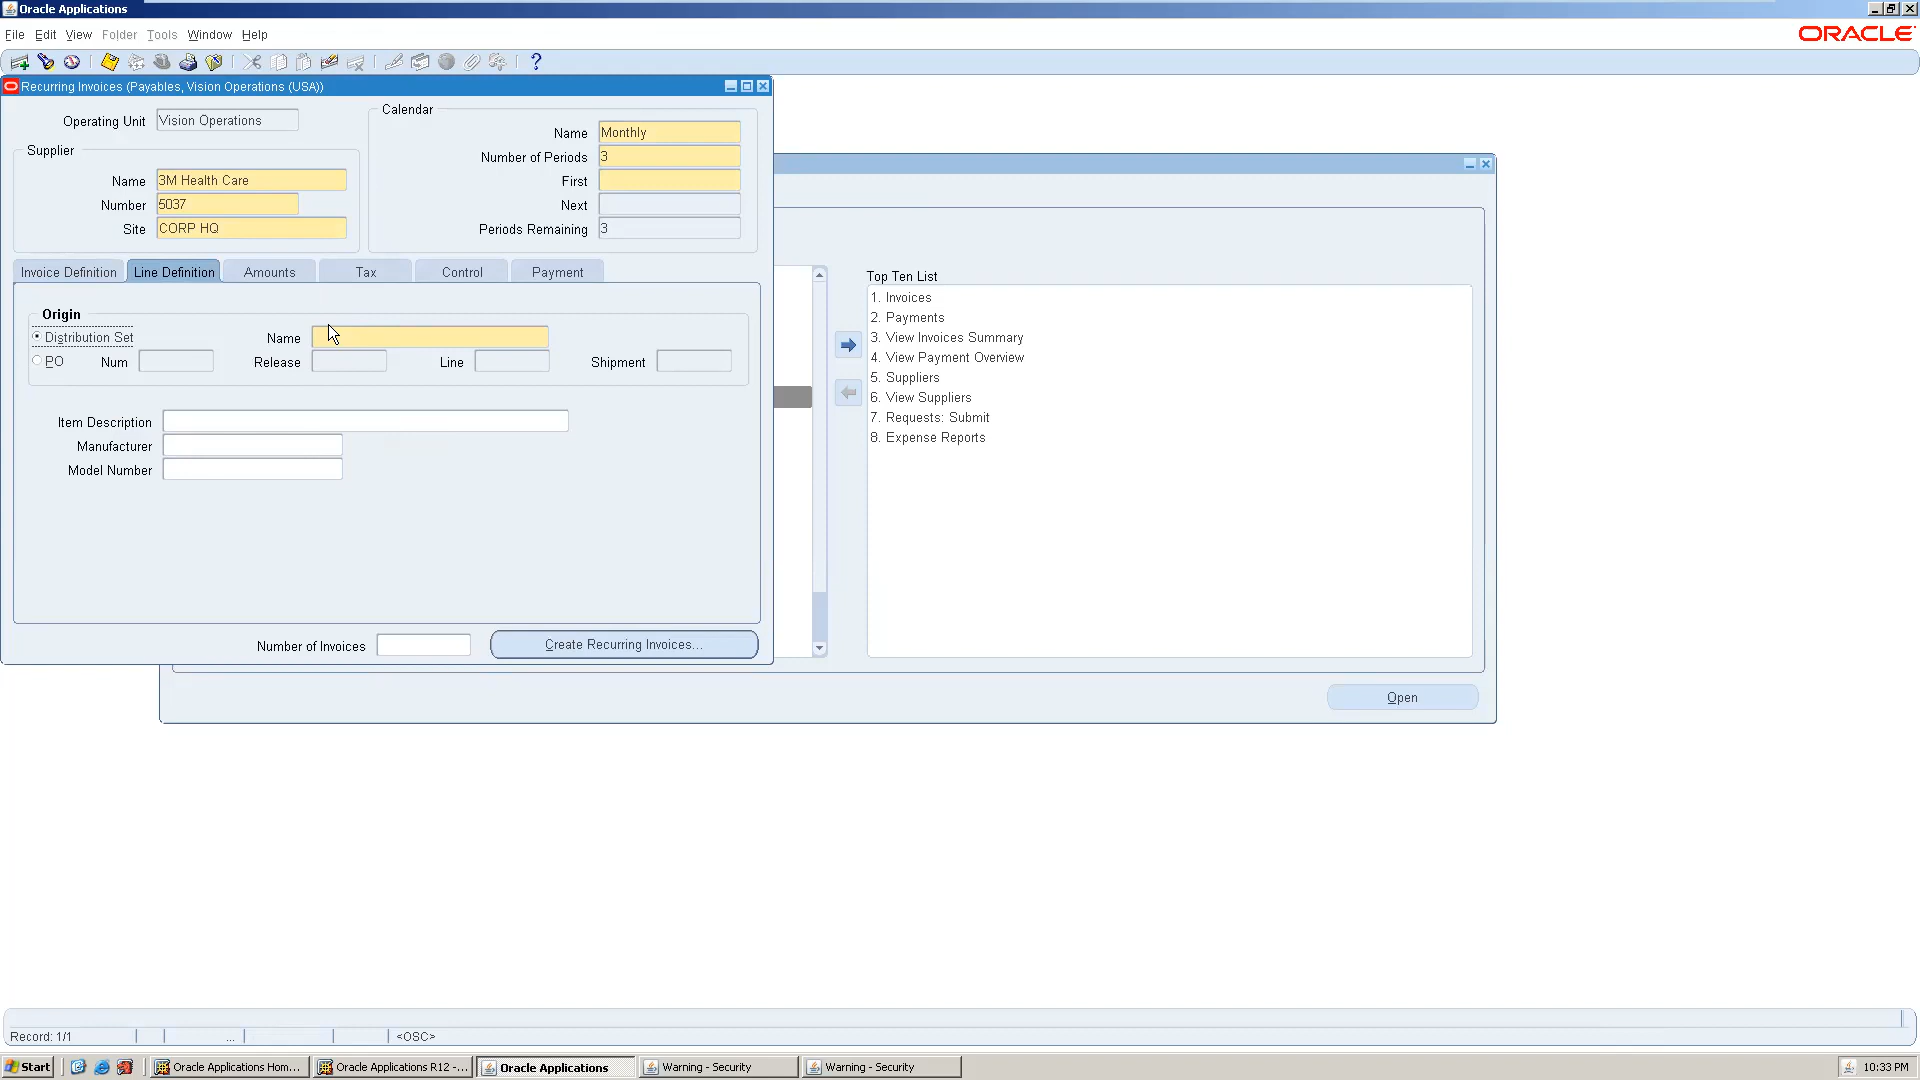 Oracle Applications
File Edit View Folder Tools Window Help
ORACLE
Recurring Invoices (Payables, Vision Operations (USA))
Operating Unit Vision Operations
Supplier
Name 3M Health Care
Number 5037
Site CORP HQ
Calendar
Name Monthly
Number of Periods 3
First
Next
Periods Remaining 3
Invoice Definition Line Definition Amounts Tax Control Payment
Origin
Distribution Set Name
PO Num Release Line Shipment
Item Description
Manufacturer
Model Number
Number of Invoices Create Recurring Invoices...
Top Ten List
1. Invoices
2. Payments
3. View Invoices Summary
4. View Payment Overview
5. Suppliers
6. View Suppliers
7. Requests: Submit
8. Expense Reports
Open
Record: 1/1 ... <OSC>
Start Oracle Applications Hom... Oracle Applications R12 -... Oracle Applications Warning - Security Warning - Security 10:33 PM